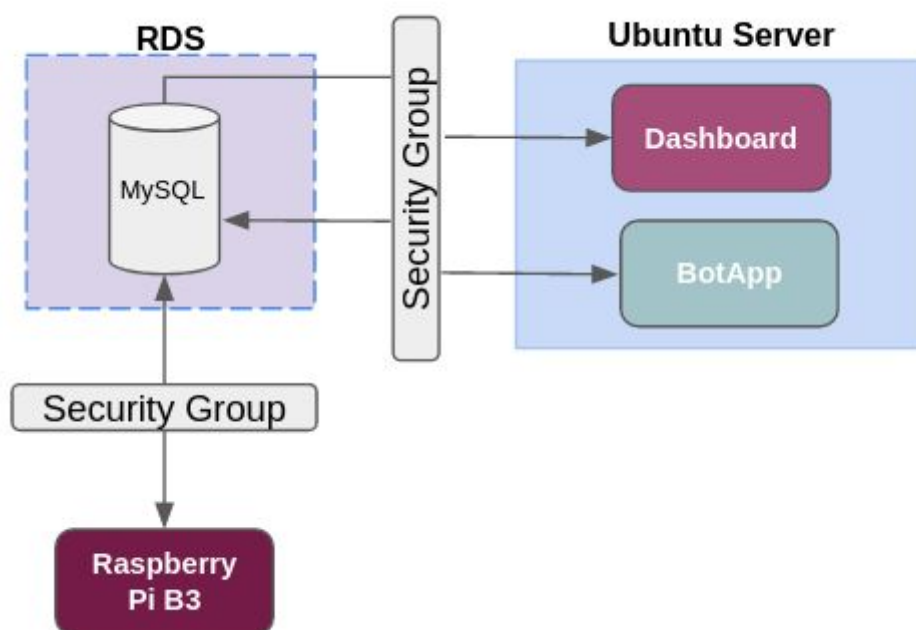 RDS
Ubuntu Server
MySQL
Security Group
Dashboard
BotApp
Security Group
Raspberry
Pi B3